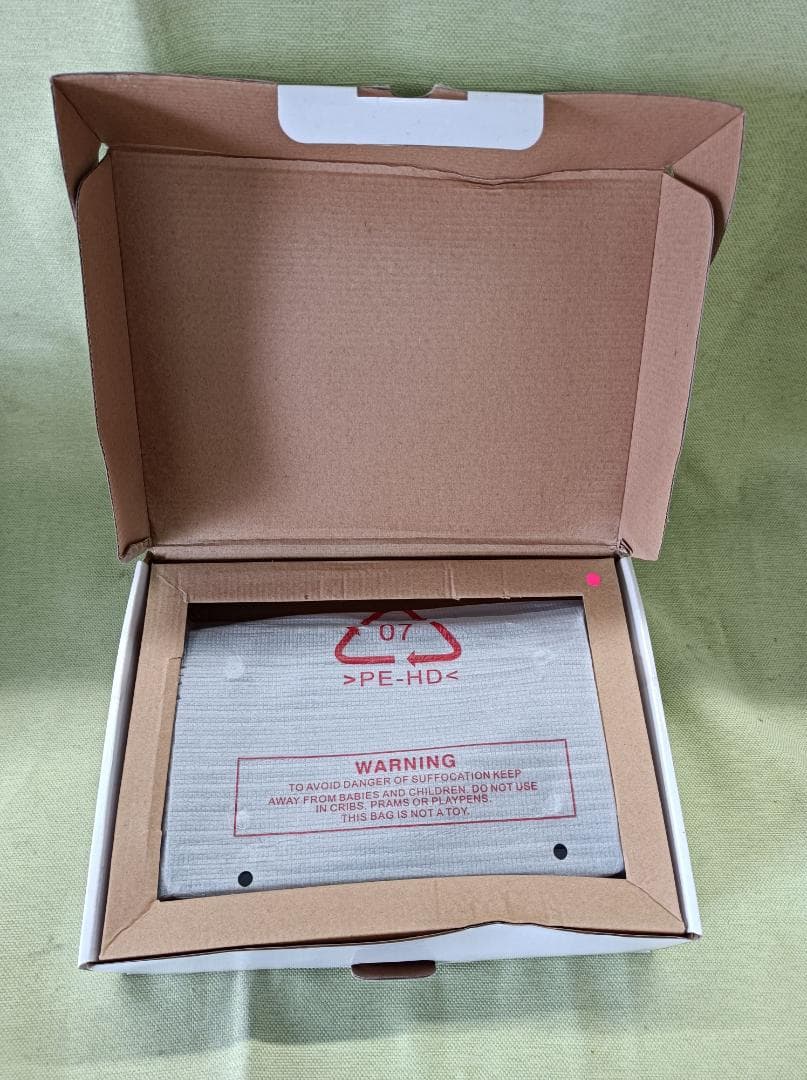 07
>PE-HD<
WARNING
TO AVOID DANGER OF SUFFOCATION KEEP
AWAY FROM BABIES AND CHILDREN. DO NOT USE
IN CRIBS, PRAMS OR PLAYPENS.
THIS BAG IS NOT A TOY.